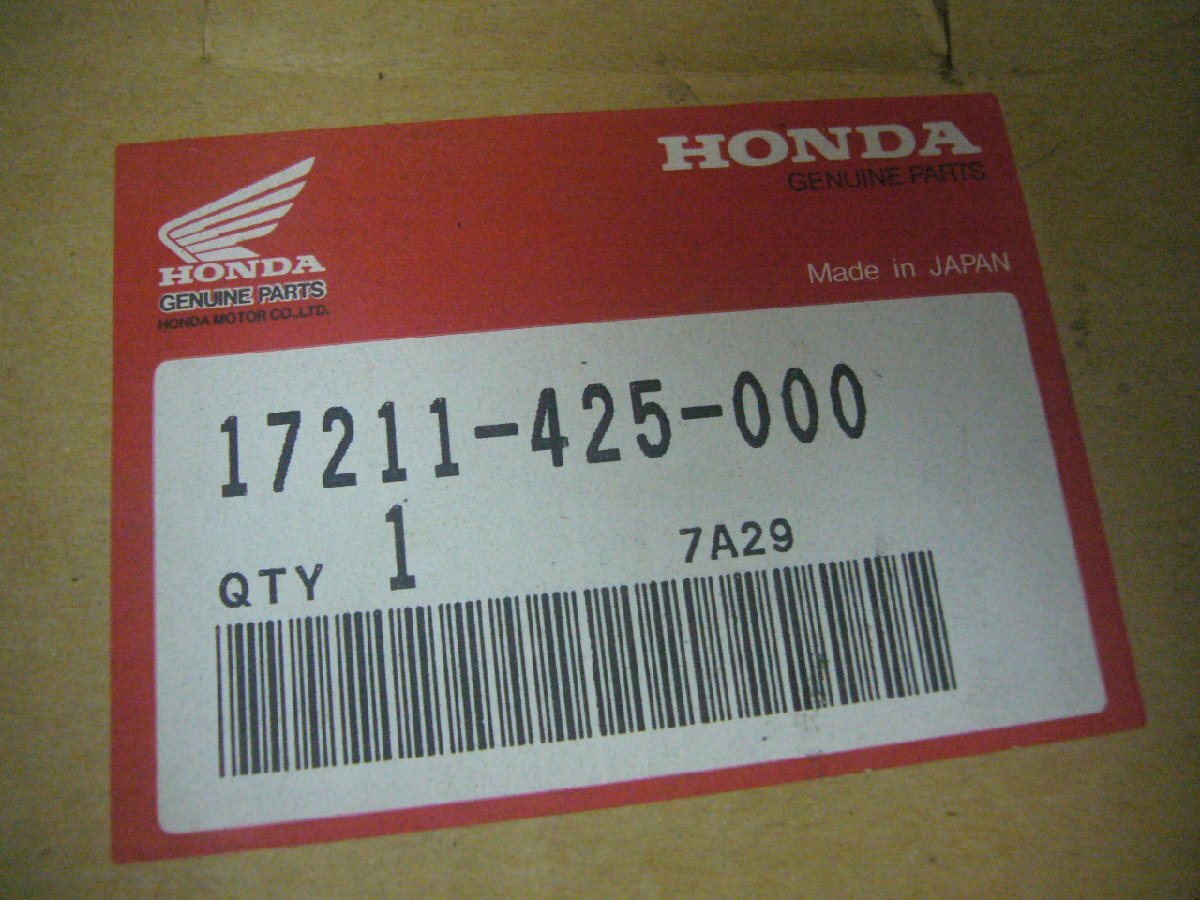 HONDA
GENUINE PARTS
HONDA
GENUINE PARTS
HONDA MOTOR CO.,LTD.
Made in JAPAN
17211-425-000
QTY 1 7A29